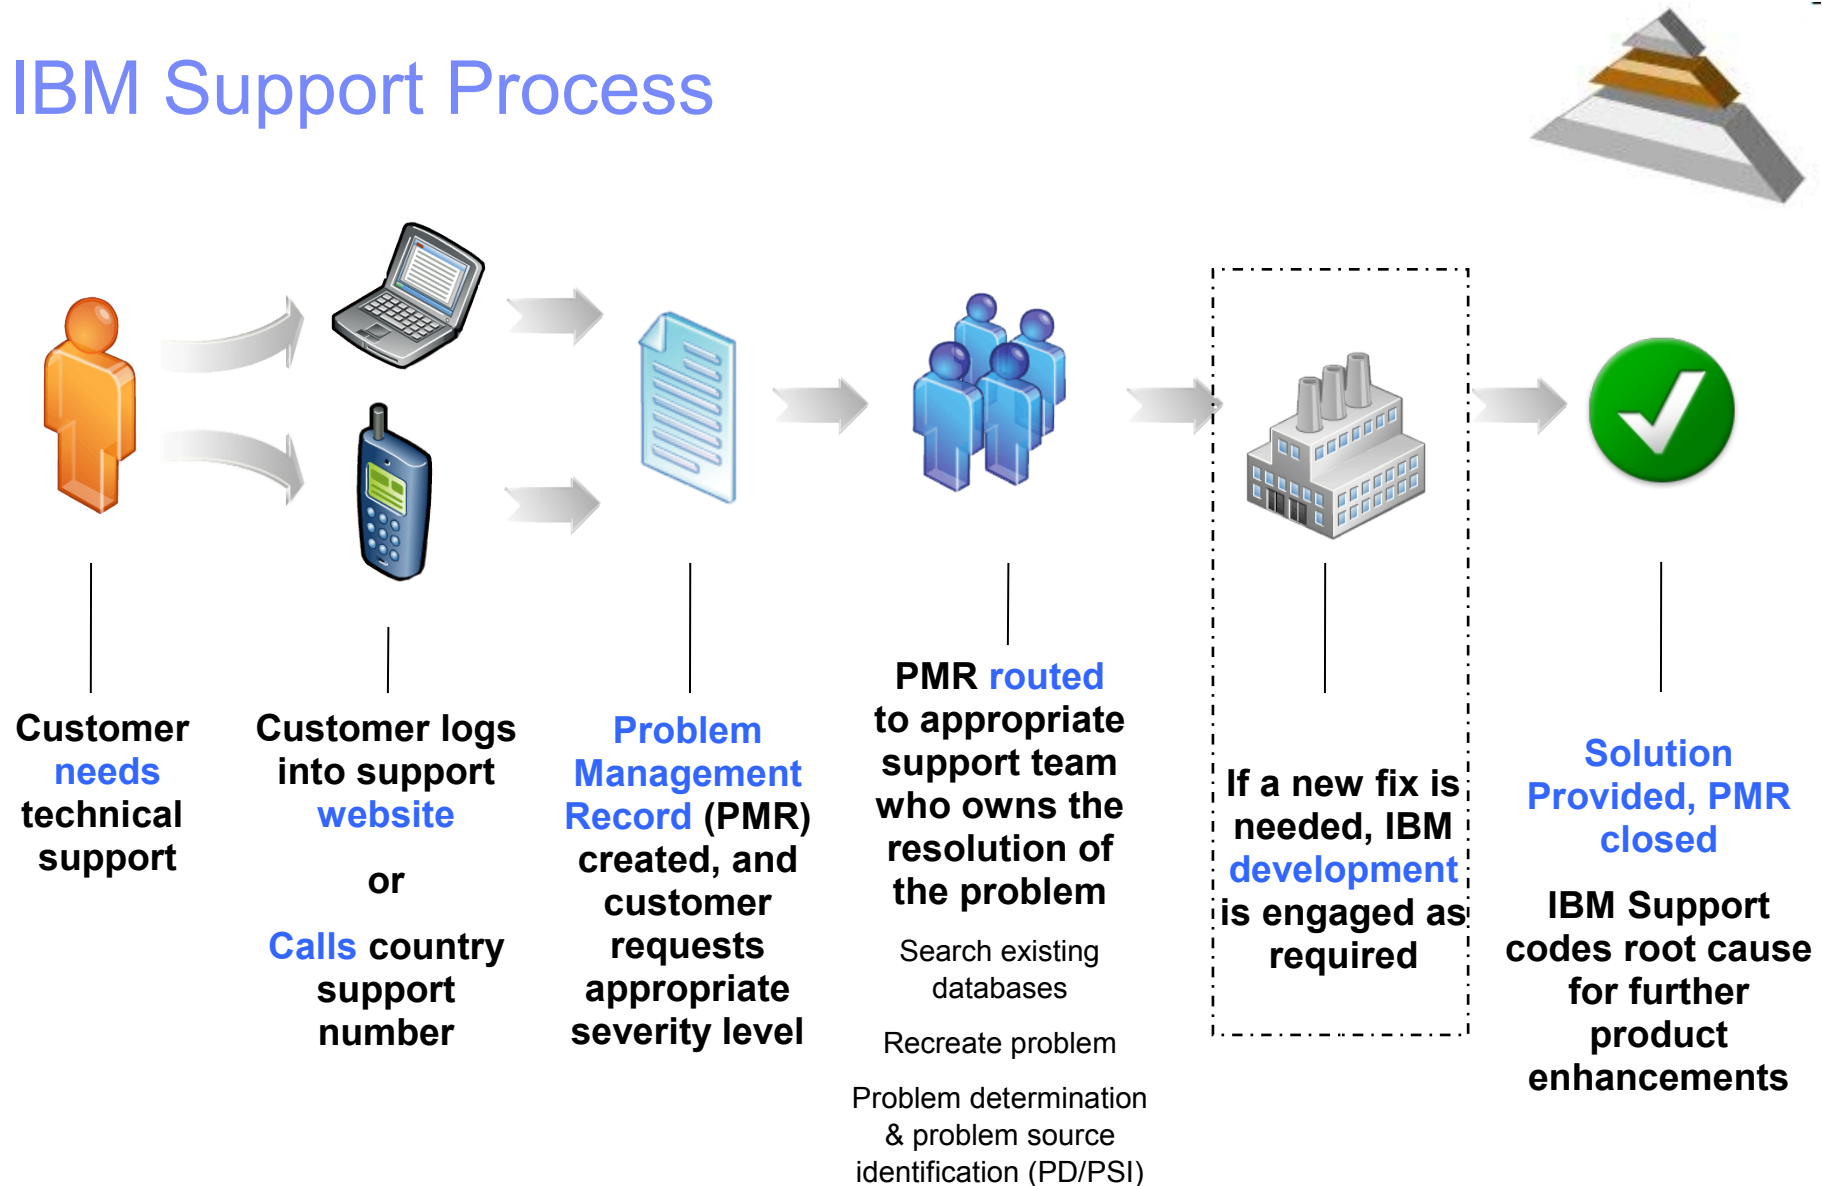 IBM Support Process
Customer
needs
technical
support
Customer logs
into support
website
or
Calls country
support
number
Problem
Management
Record (PMR)
created, and
customer
requests
appropriate
severity level
PMR routed
to appropriate
support team
who owns the
resolution of
the problem
Search existing
databases
Recreate problem
Problem determination
& problem source
identification (PD/PSI)
If a new fix is
needed, IBM
development
is engaged as
required
Solution
Provided, PMR
closed
IBM Support
codes root cause
for further
product
enhancements